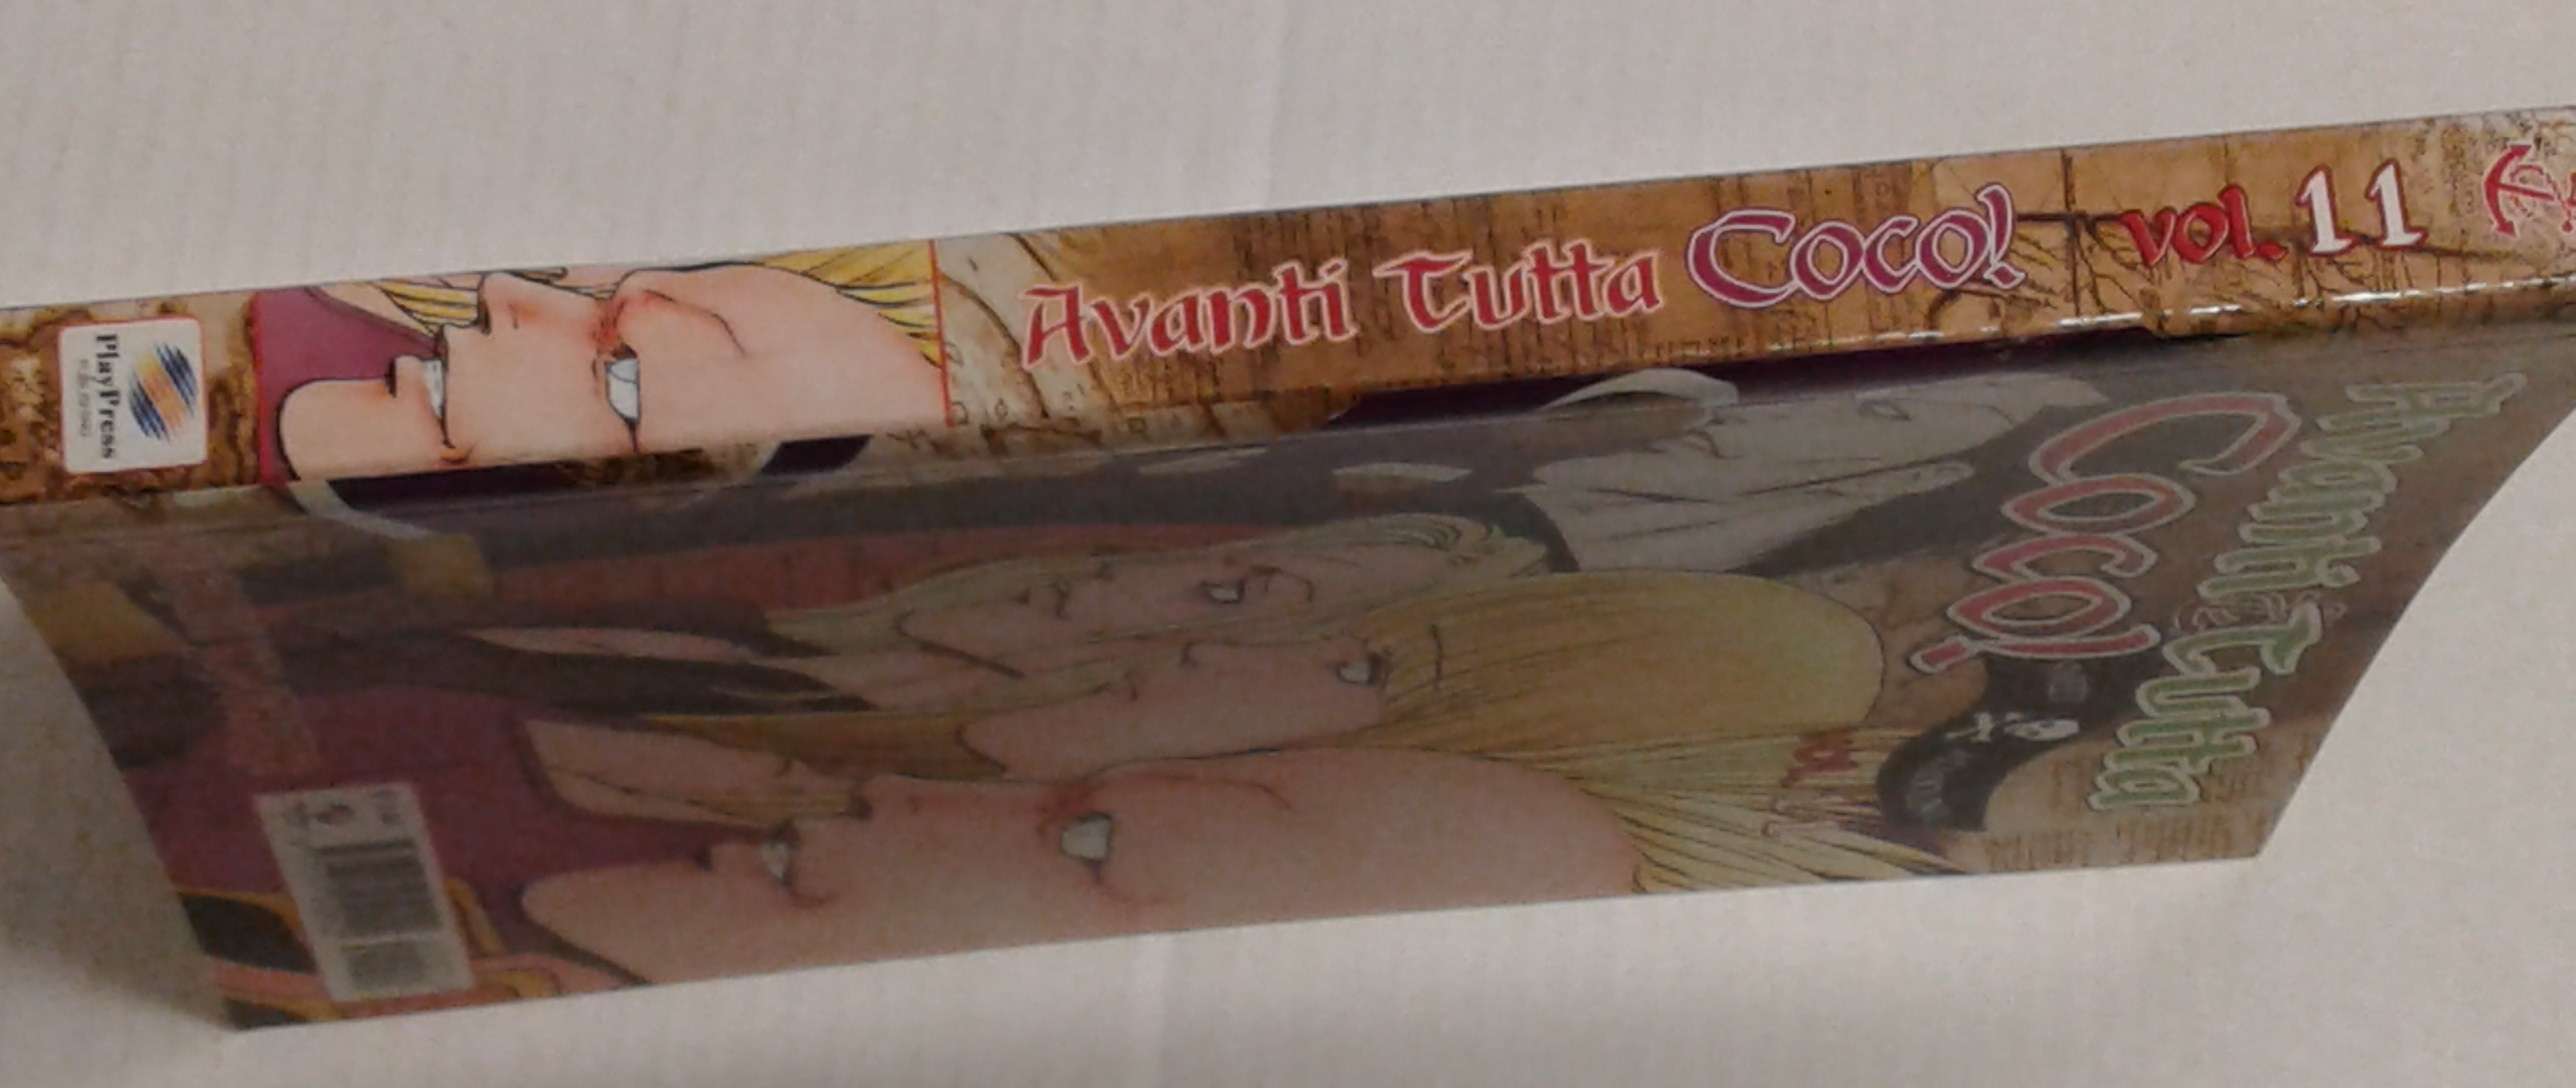 Avanti Tutta Coco! vol. 11
PlayPress
Avanti Tutta
Coco!